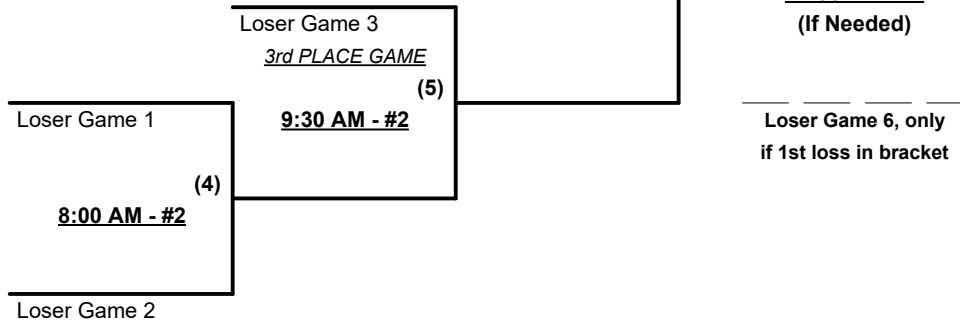 Loser Game 3
(If Needed)
3rd PLACE GAME
(5)
Loser Game 1
9:30 AM - #2
Loser Game 6, only
if 1st loss in bracket
(4)
8:00 AM - #2
Loser Game 2